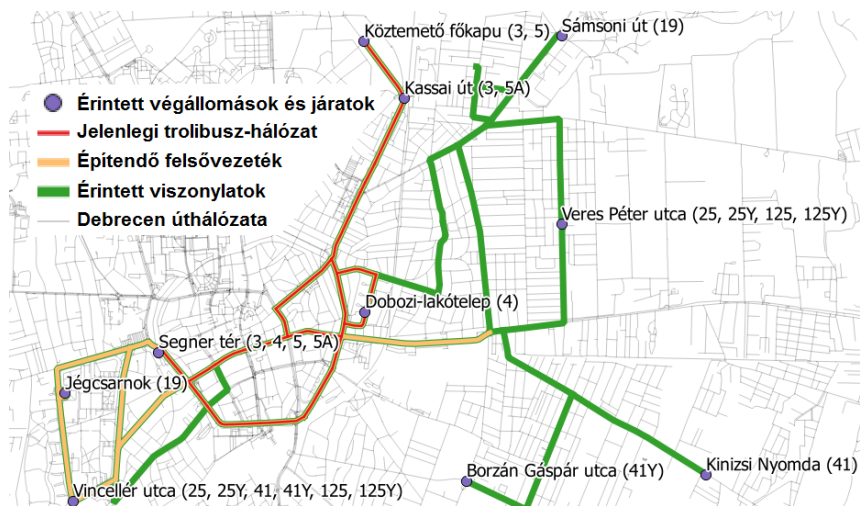 Köztemető főkapu (3, 5)
Sámsoni út (19)
Kassai út (3, 5A)
Érintett végállomások és járatok
Jelenlegi trolibusz-hálózat
Építendő felsővezeték
Érintett viszonylatok
Debrecen úthálózata
Veres Péter utca (25, 25Y, 125, 125Y)
Dobozi-lakótelep (4)
Segner tér (3, 4, 5, 5A)
Jégcsarnok (19)
Borzán Gáspár utca (41Y)
Kinizsi Nyomda (41)
Vincellér utca (25, 25Y, 41, 41Y, 125, 125Y)